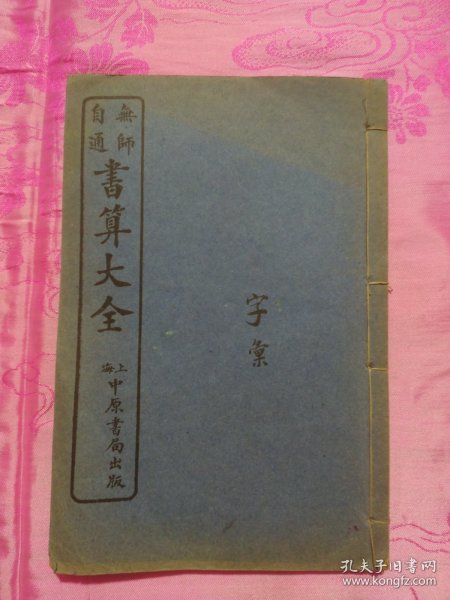 無師
自通
書算大全
上海
中原書局出版
字彙
孔夫子旧书网
www.kongfz.com